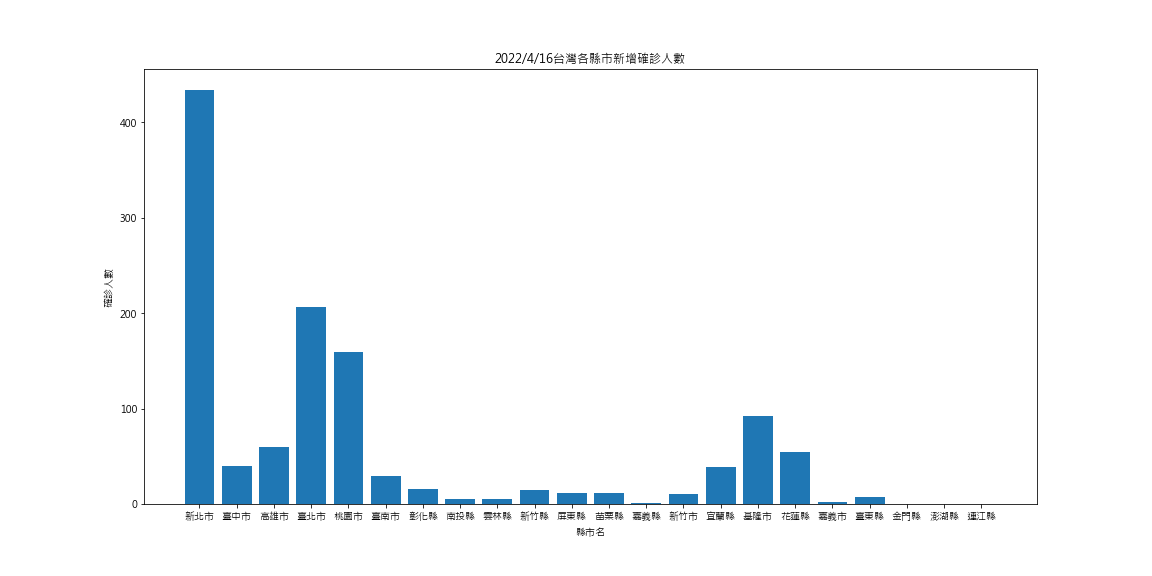 2022/4/16台灣各縣市新增確診人數
確診人數
400
300
200
100
0
新北市 臺中市 高雄市 臺北市 桃園市 臺南市 彰化縣 南投縣 雲林縣 新竹縣 屏東縣 苗栗縣 嘉義縣 新竹市 宜蘭縣 基隆市 花蓮縣 嘉義市 臺東縣 金門縣 澎湖縣 連江縣
縣市名